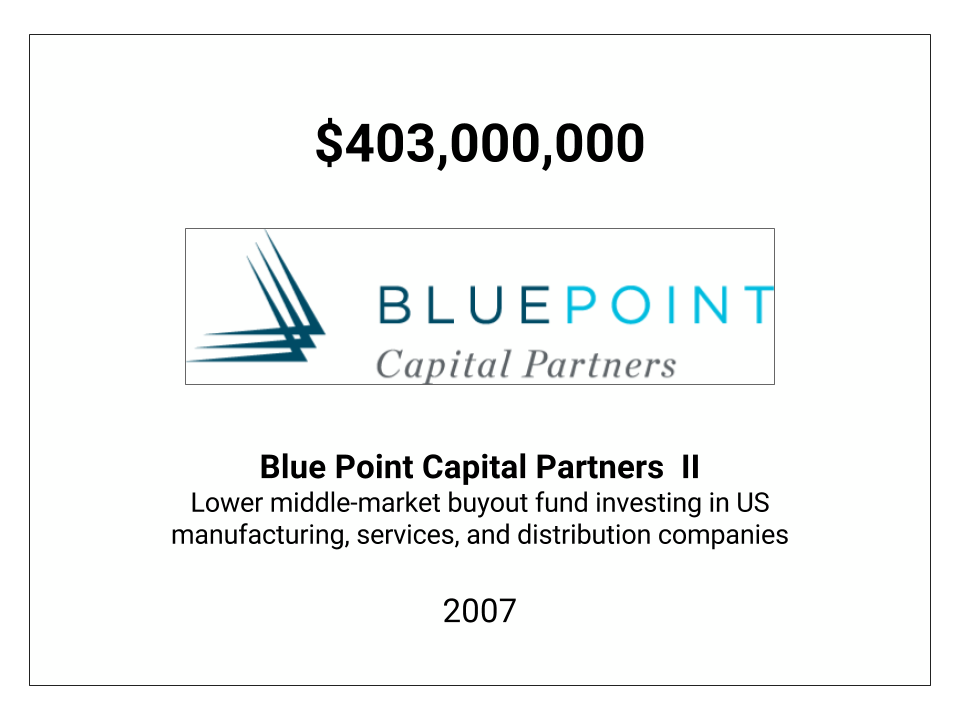 $403,000,000
BLUEPOINT
Capital Partners
Blue Point Capital Partners  II
Lower middle-market buyout fund investing in US
manufacturing, services, and distribution companies
2007